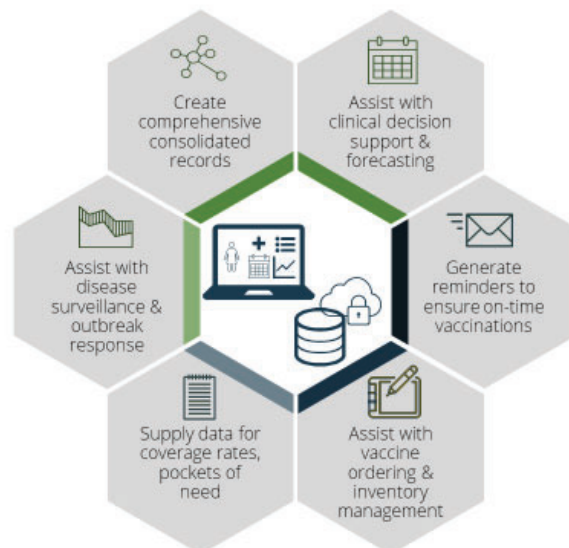 Create
comprehensive
consolidated
records
Assist with
clinical decision
support &
forecasting
Assist with
disease
surveillance &
outbreak
response
Generate
reminders to
ensure on-time
vaccinations
Supply data for
coverage rates,
pockets of
need
Assist with
vaccine
ordering &
inventory
management